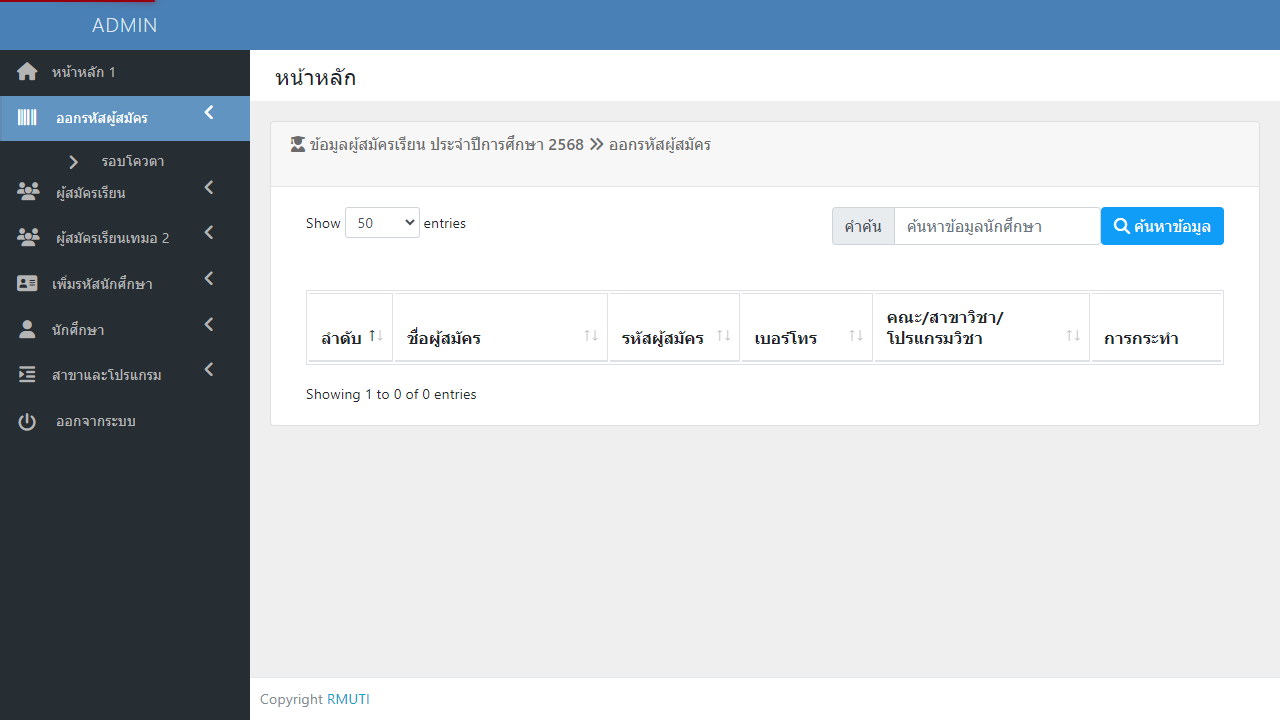 ADMIN
หน้าหลัก 1
ออกรหัสผู้สมัคร
รอบโควตา
ผู้สมัครเรียน
ผู้สมัครเรียนเทมอ 2
เพิ่มรหัสนักศึกษา
นักศึกษา
สาขาและโปรแกรม
ออกจากระบบ
หน้าหลัก
ข้อมูลผู้สมัครเรียน ประจำปีการศึกษา 2568 » ออกรหัสผู้สมัคร
Show 50 entries
คำค้น ค้นหาข้อมูลนักศึกษา ค้นหาข้อมูล
ลำดับ ชื่อผู้สมัคร รหัสผู้สมัคร เบอร์โทร คณะ/สาขาวิชา/
โปรแกรมวิชา การกระทำ
Showing 1 to 0 of 0 entries
Copyright RMUTI